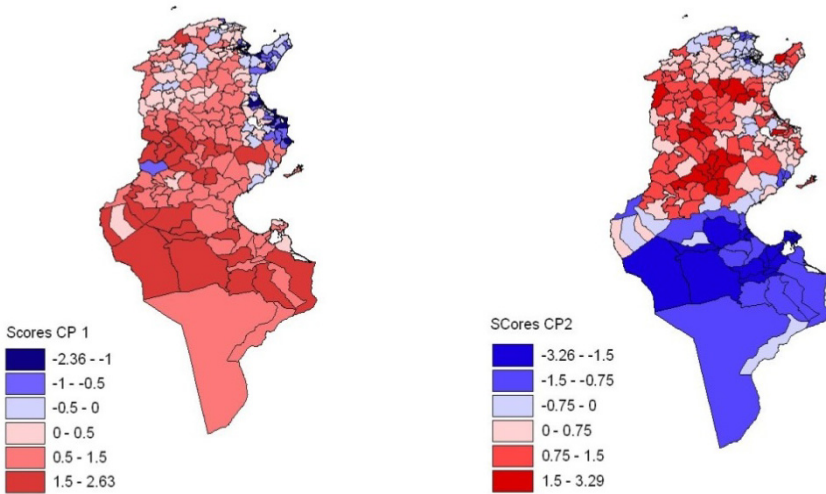 Scores CP 1
-2.36 - -1
-1 - -0.5
-0.5 - 0
0 - 0.5
0.5 - 1.5
1.5 - 2.63
SCores CP2
-3.26 - -1.5
-1.5 - -0.75
-0.75 - 0
0 - 0.75
0.75 - 1.5
1.5 - 3.29